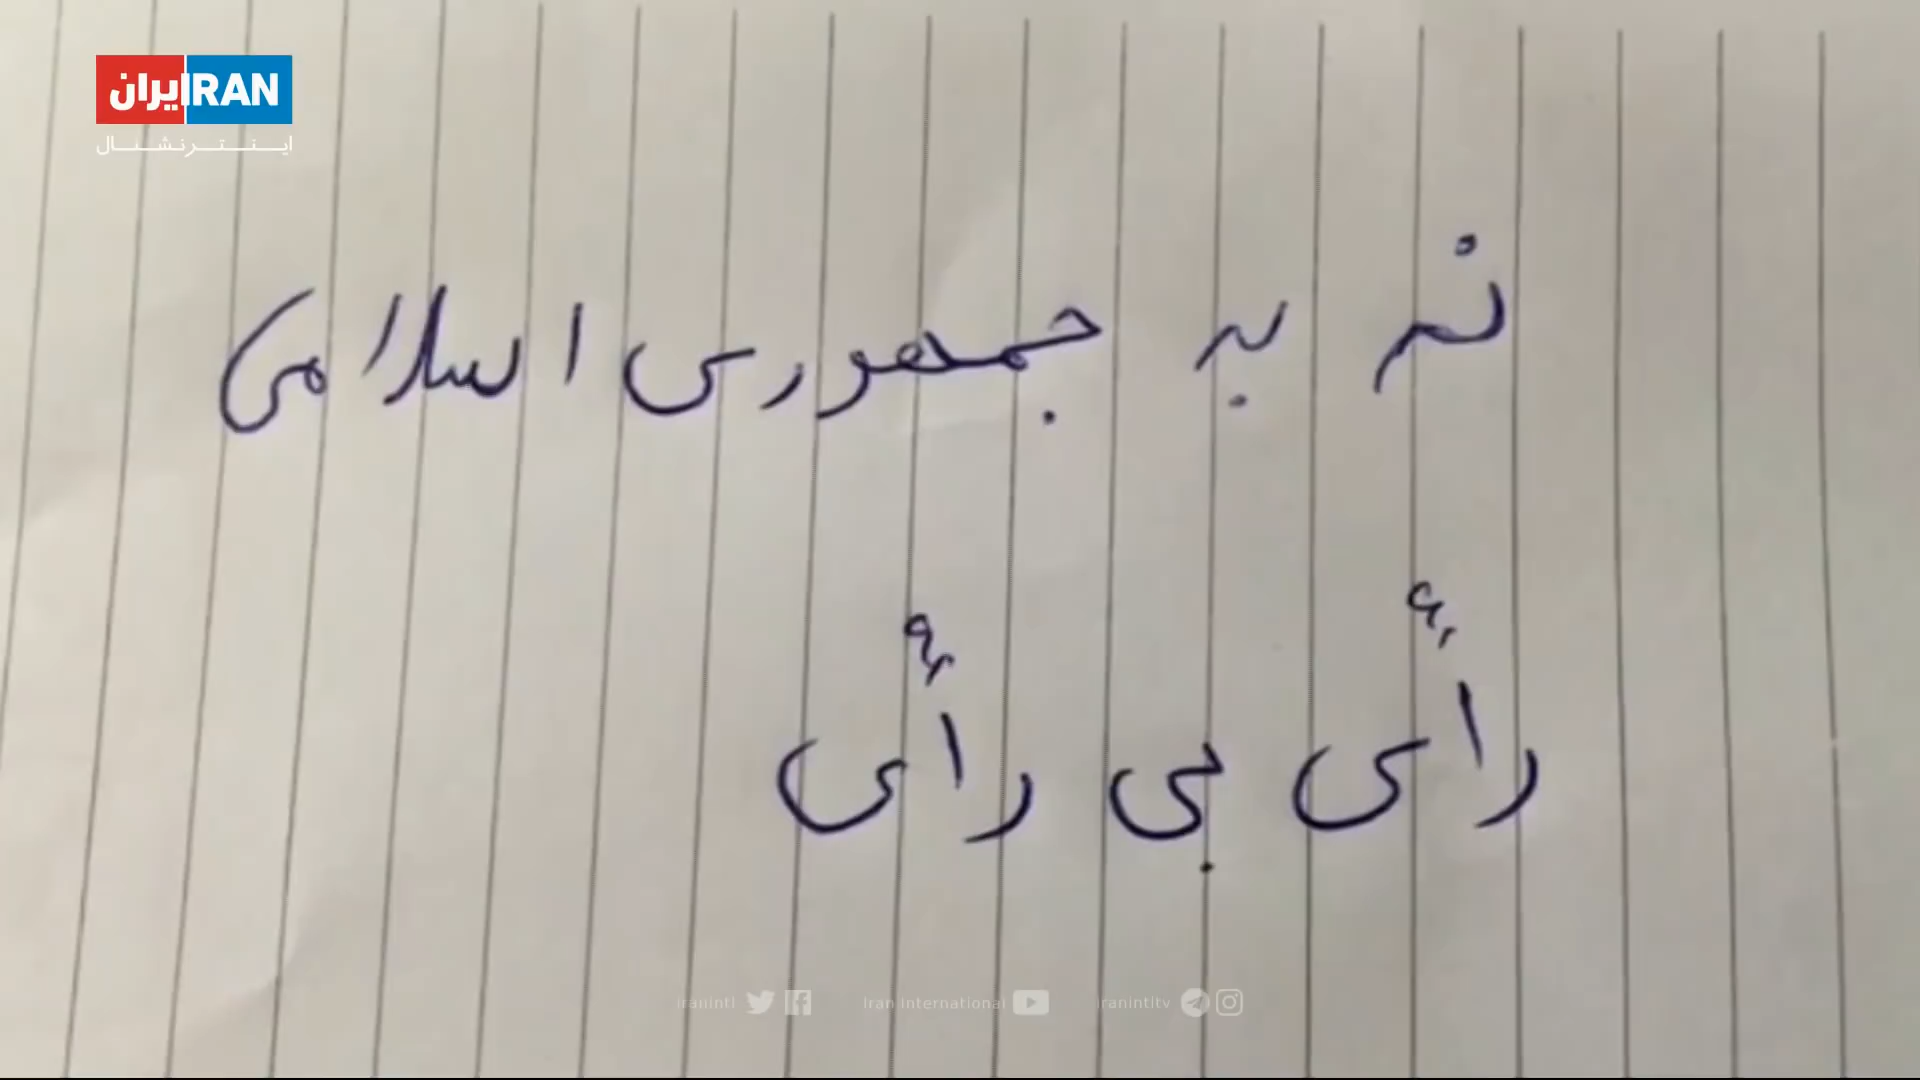 ایران IRAN
اینترنشنال
نه به جمهوری اسلامی
رأی بی رأی
iranintl Iran International iranintltv